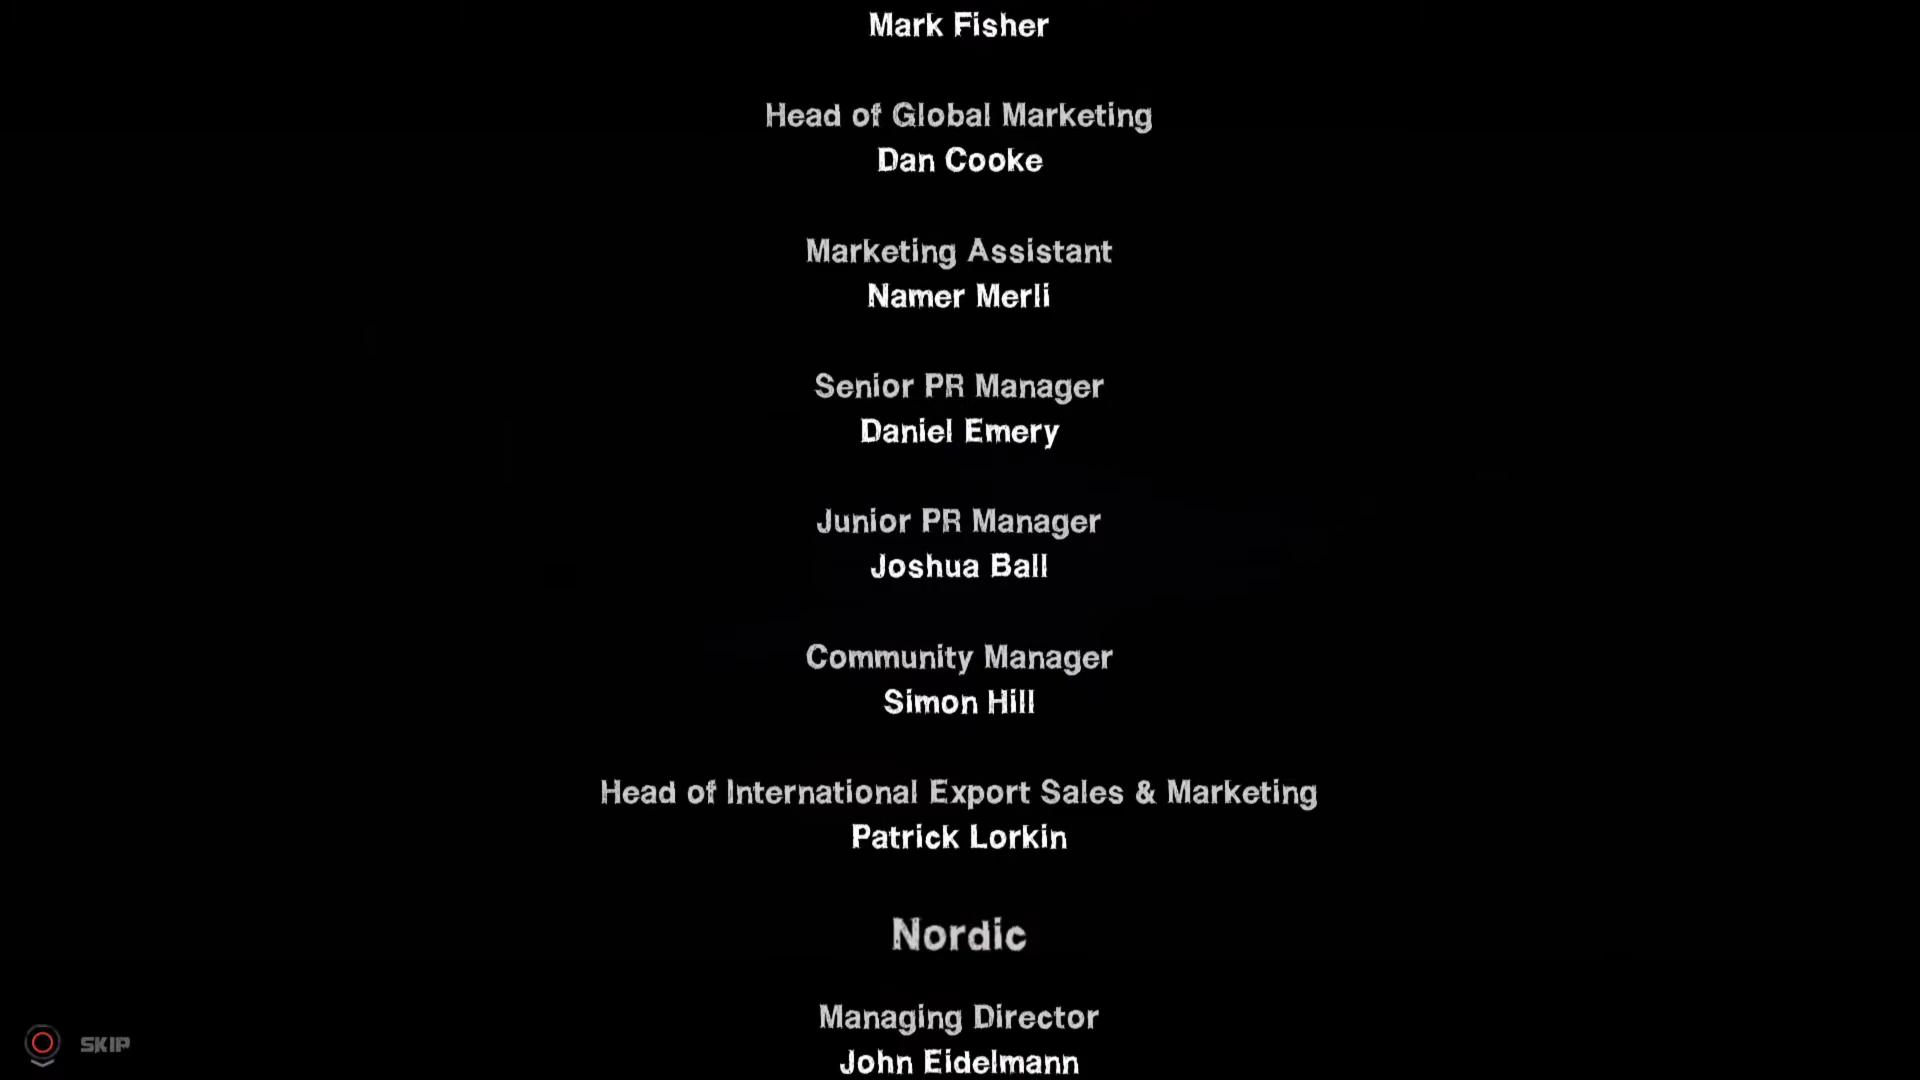 Mark Fisher
Head of Global Marketing
Dan Cooke
Marketing Assistant
Namer Merli
Senior PR Manager
Daniel Emery
Junior PR Manager
Joshua Ball
Community Manager
Simon Hill
Head of International Export Sales & Marketing
Patrick Lorkin
Nordic
Managing Director
John Eidelmann
SKIP